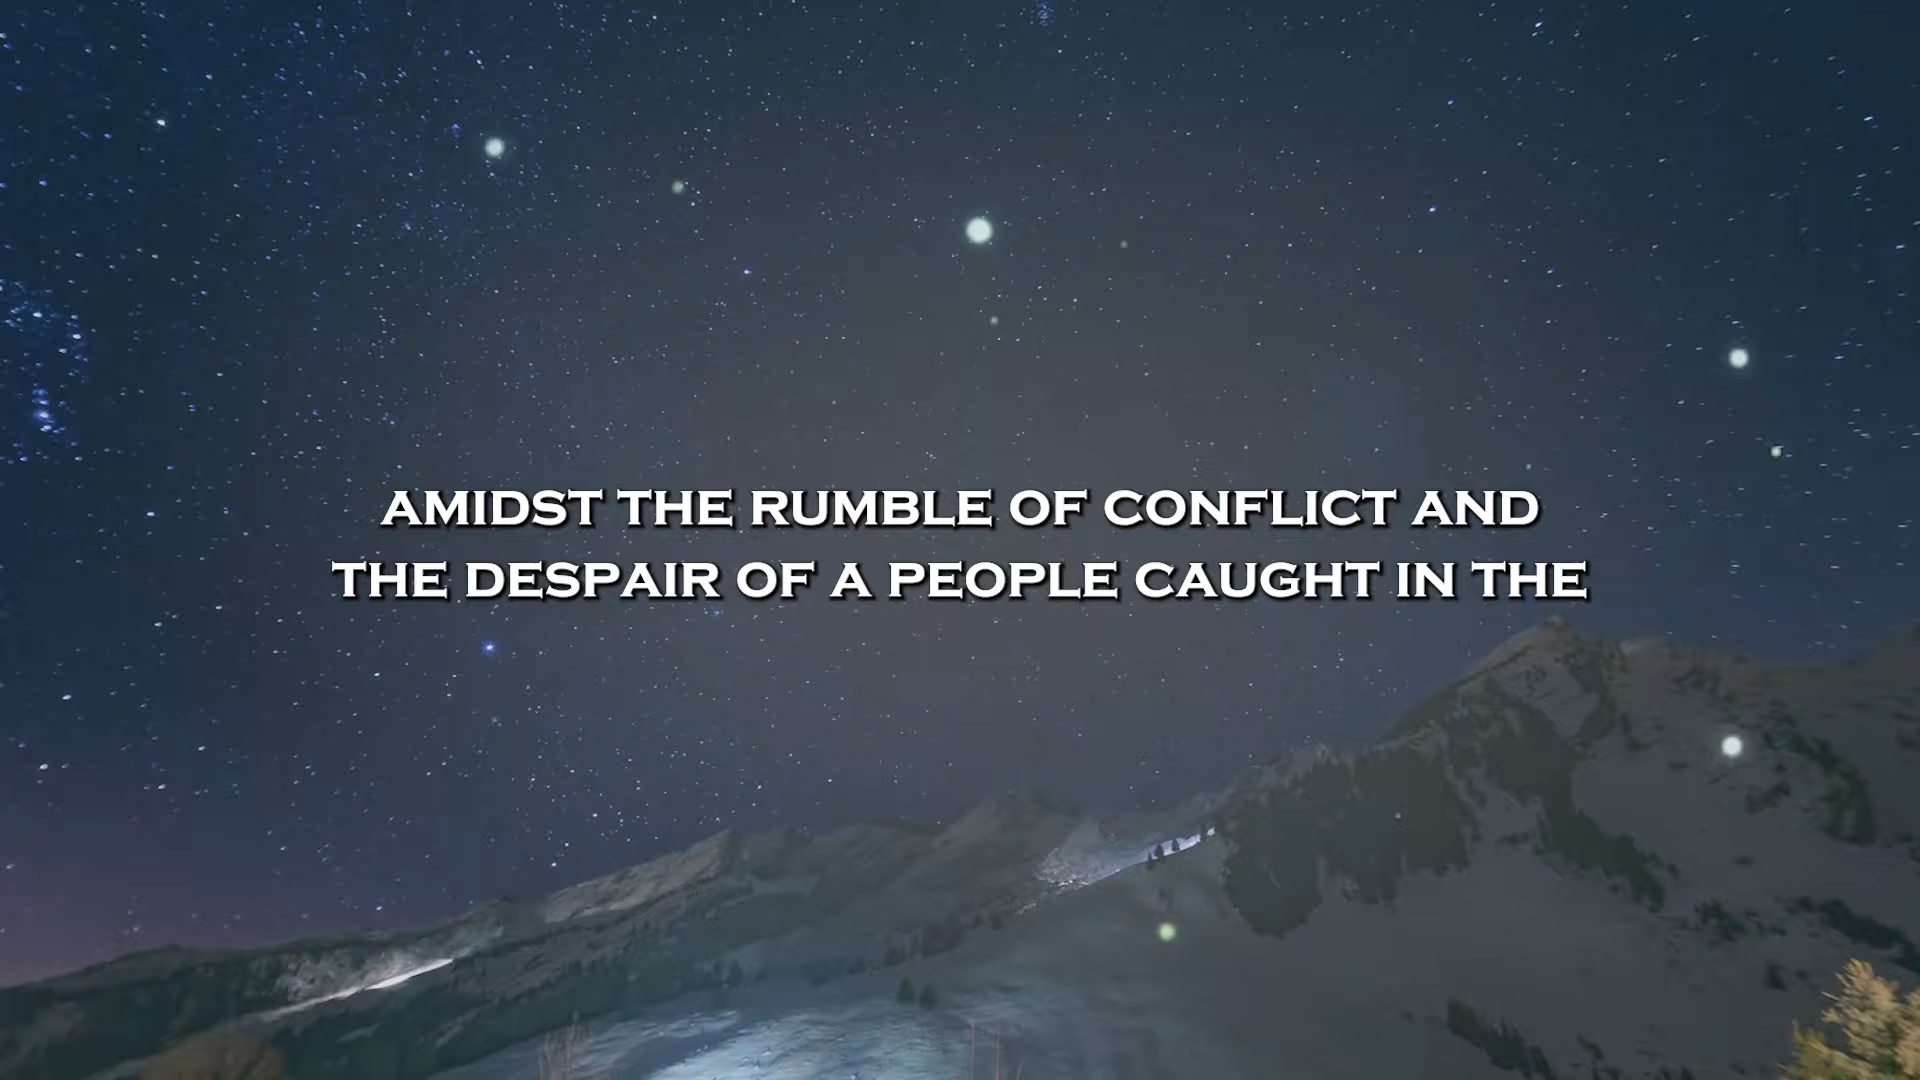 AMIDST THE RUMBLE OF CONFLICT AND
THE DESPAIR OF A PEOPLE CAUGHT IN THE